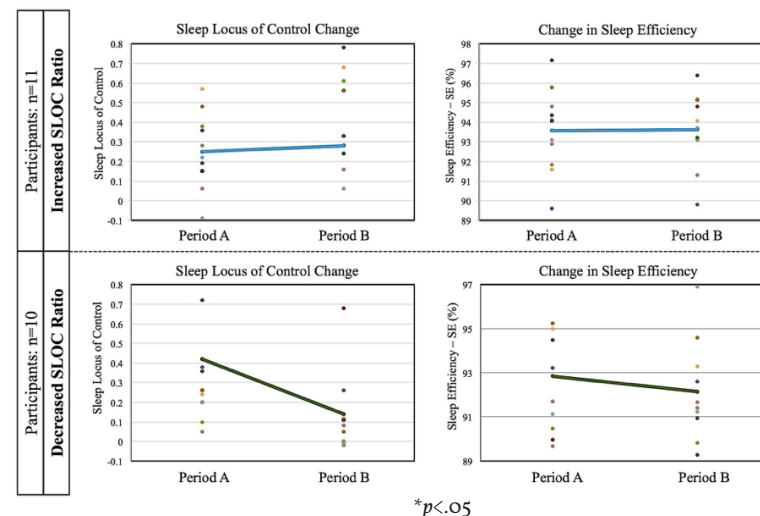 Participants: n=11
Increased SLOC Ratio
Sleep Locus of Control Change
Sleep Locus of Control
0.8
0.7
0.6
0.5
0.4
0.3
0.2
0.1
0
-0.1
Period A
Period B
Change in Sleep Efficiency
Sleep Efficiency – SE (%)
98
97
96
95
94
93
92
91
90
89
Period A
Period B
Participants: n=10
Decreased SLOC Ratio
Sleep Locus of Control Change
Sleep Locus of Control
0.8
0.7
0.6
0.5
0.4
0.3
0.2
0.1
0
-0.1
Period A
Period B
Change in Sleep Efficiency
Sleep Efficiency – SE (%)
97
95
93
91
89
Period A
Period B
*p<.05